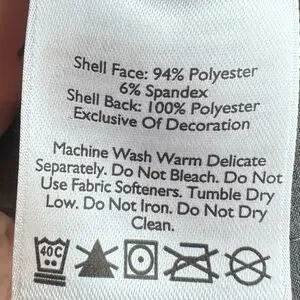 Shell Face: 94% Polyester
6% Spandex
Shell Back: 100% Polyester
Exclusive Of Decoration
Machine Wash Warm Delicate
Separately. Do Not Bleach. Do Not
Use Fabric Softeners. Tumble Dry
Low. Do Not Iron. Do Not Dry
Clean.
40C